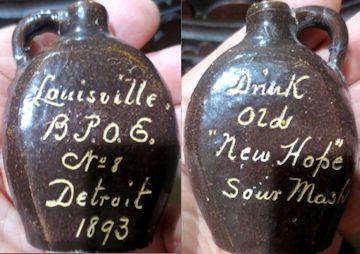 Louisville.
B.P.O.E.
No 8
Detroit
1893
Drink
Olds
"New Hope"
Sour Mash